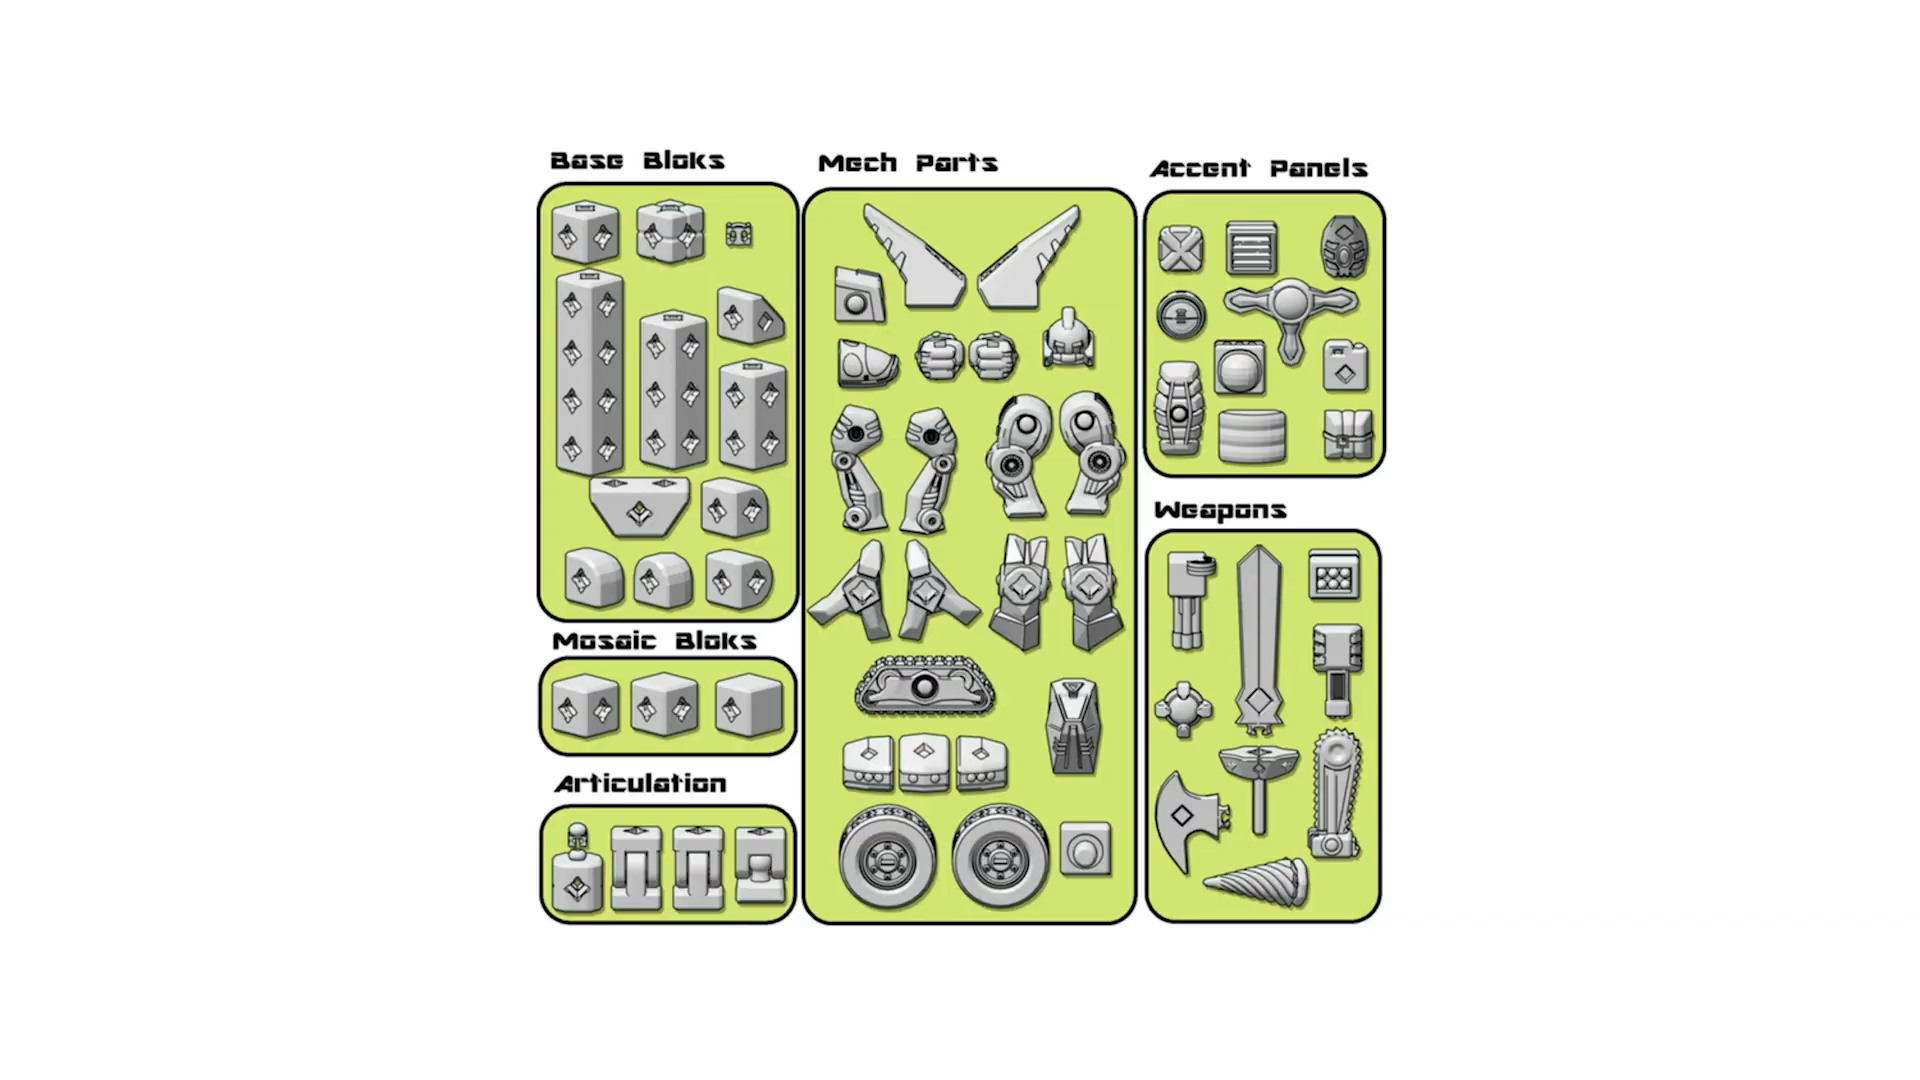 Base Bloks
Mech Parts
Accent Panels
Weapons
Mosaic Bloks
Articulation